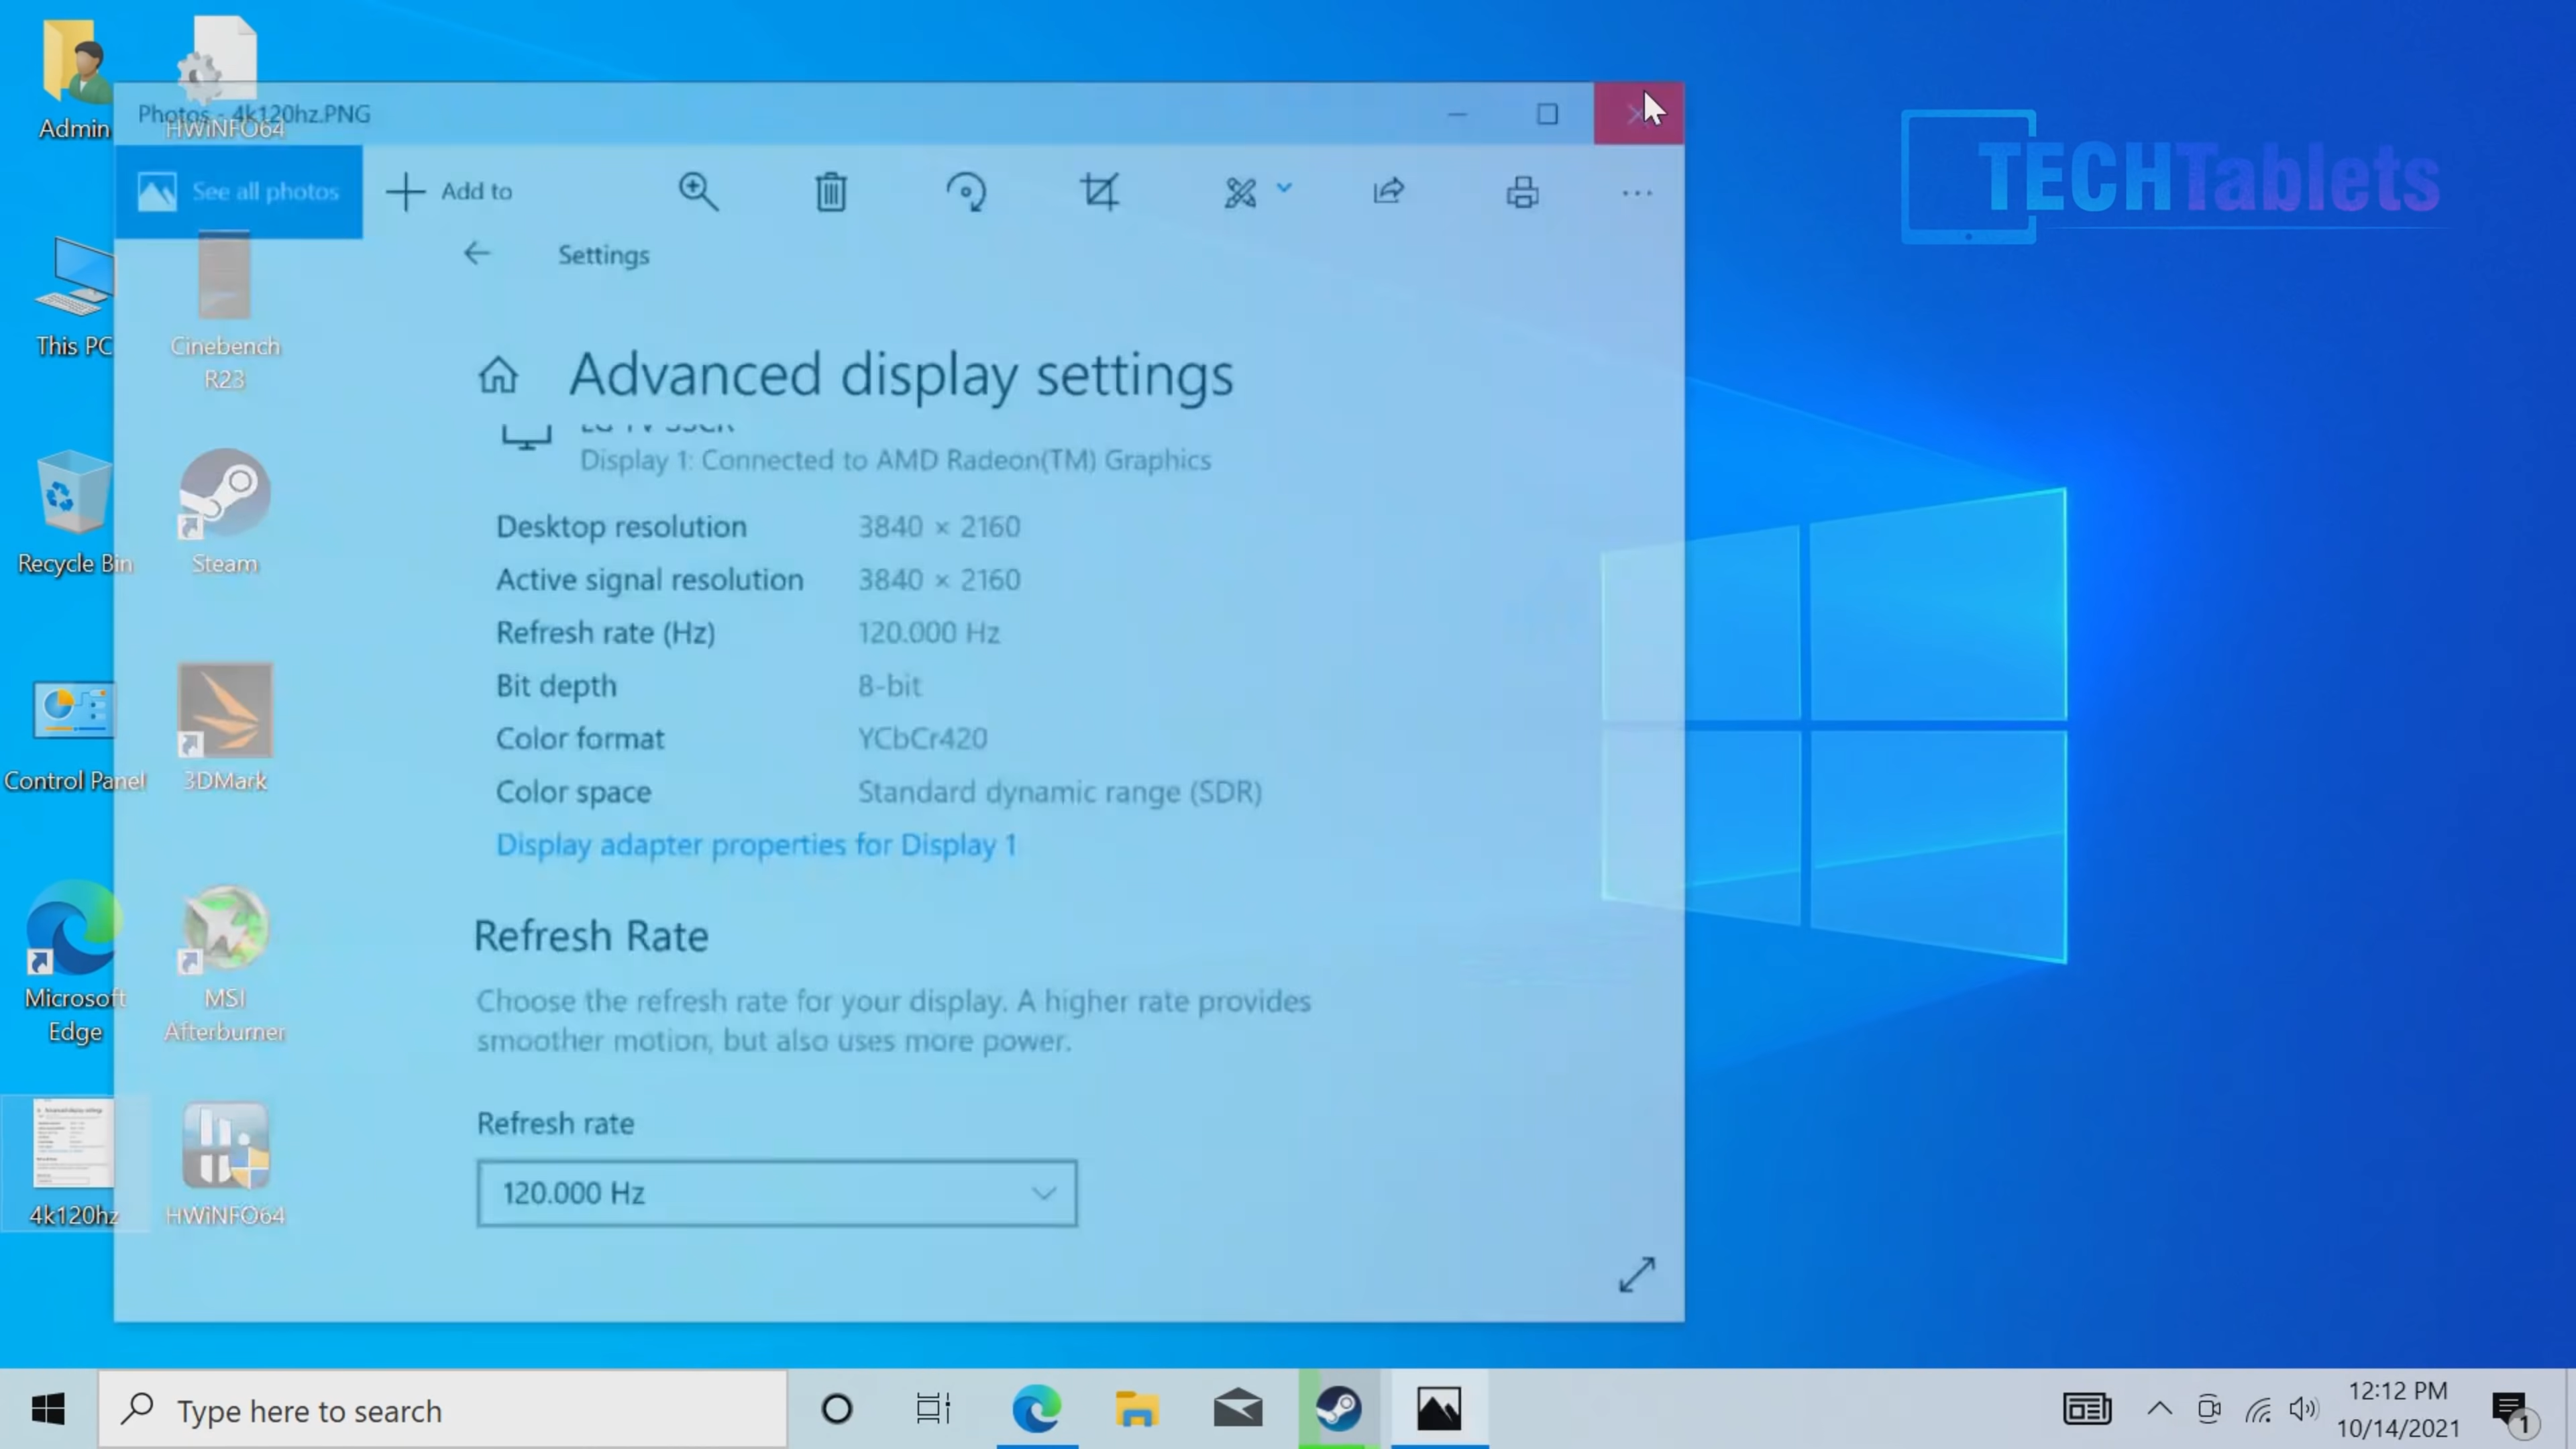 Admin
HWiNFO64
Photos - 4k120hz.PNG
TECHTablets
See all photos
Add to
Settings
This PC
Cinebench
R23
Advanced display settings
Display 1: Connected to AMD Radeon(TM) Graphics
Desktop resolution 3840 × 2160
Active signal resolution 3840 × 2160
Refresh rate (Hz) 120.000 Hz
Bit depth 8-bit
Color format YCbCr420
Color space Standard dynamic range (SDR)
Display adapter properties for Display 1
Recycle Bin
Steam
Control Panel
3DMark
Refresh Rate
Choose the refresh rate for your display. A higher rate provides
smoother motion, but also uses more power.
Refresh rate
120.000 Hz
Microsoft
Edge
MSI
Afterburner
4k120hz
HWiNFO64
Type here to search
12:12 PM
10/14/2021
1